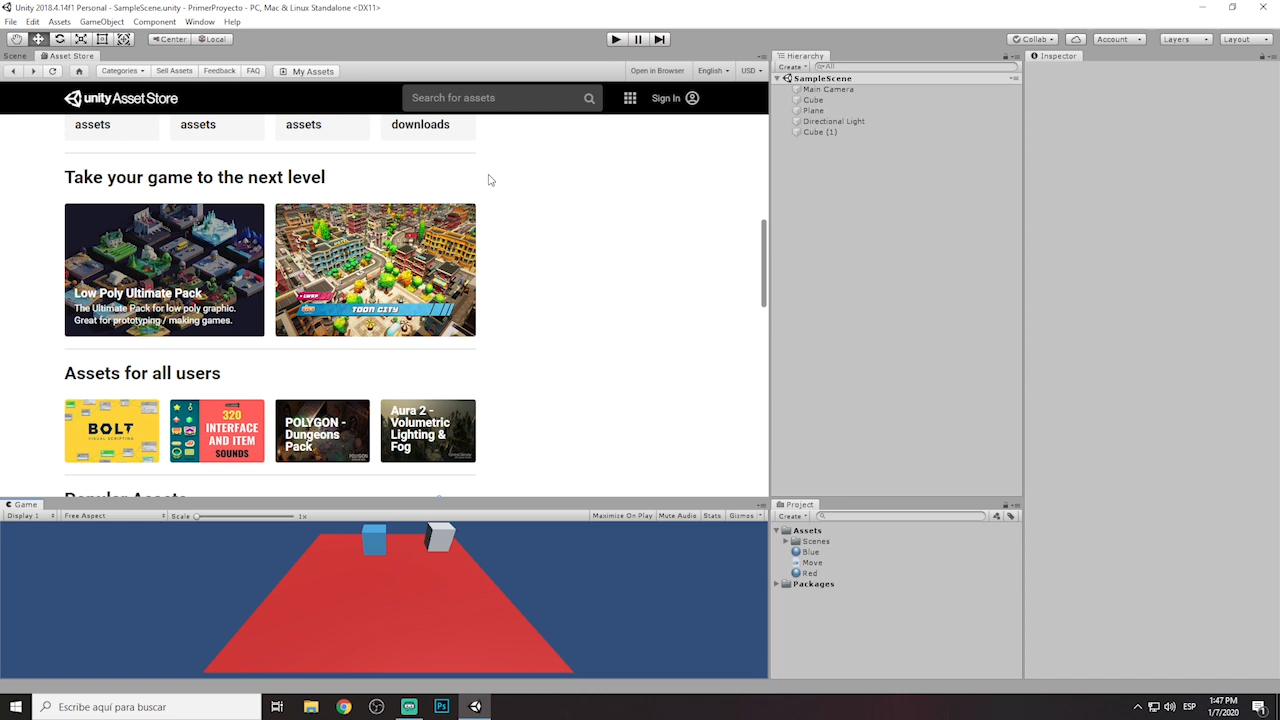 Unity 2018.4.14f1 Personal - SampleScene.unity - PrimerProyecto - PC, Mac & Linux Standalone <DX11>
File Edit Assets GameObject Component Window Help
Center Local
Collab Account Layers Layout
Scene Asset Store
Hierarchy
Inspector
Categories Sell Assets Feedback FAQ My Assets Open in Browser English USD
Create All
unity Asset Store
Search for assets
Sign In
SampleScene
Main Camera
Cube
Plane
Directional Light
Cube (1)
assets assets assets downloads
Take your game to the next level
Low Poly Ultimate Pack
The Ultimate Pack for low poly graphic.
Great for prototyping / making games.
TOON CITY
Assets for all users
BOLT
VISUAL SCRIPTING
320
INTERFACE
AND ITEM
SOUNDS
POLYGON -
Dungeons
Pack
Aura 2 -
Volumetric
Lighting &
Fog
Popular Assets
Game
Display 1 Free Aspect Scale 1x Maximize On Play Mute Audio Stats Gizmos
Project
Create
Assets
Scenes
Blue
Move
Red
Packages
Escribe aquí para buscar
Ps
ESP
1:47 PM
1/7/2020
1